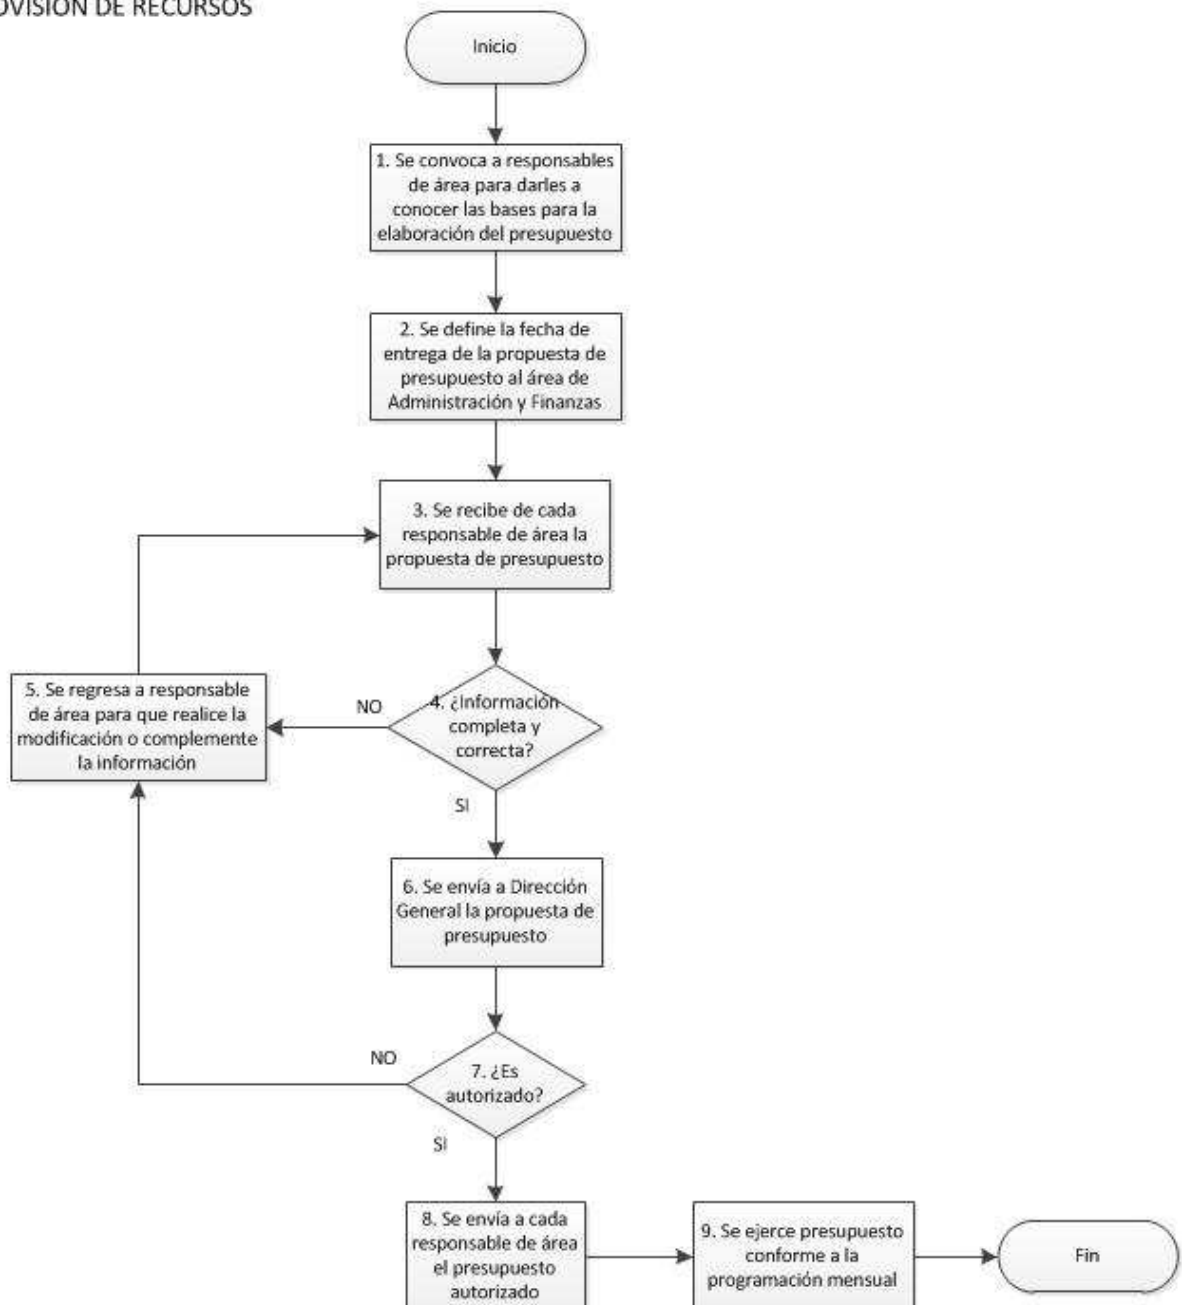 OVISIÓN DE RECURSOS
Inicio
1. Se convoca a responsables
de área para darles a
conocer las bases para la
elaboración del presupuesto
2. Se define la fecha de
entrega de la propuesta de
presupuesto al área de
Administración y Finanzas
3. Se recibe de cada
responsable de área la
propuesta de presupuesto
4. ¿Información
completa y
correcta?
NO
5. Se regresa a responsable
de área para que realice la
modificación o complemente
la información
SI
6. Se envía a Dirección
General la propuesta de
presupuesto
7. ¿Es
autorizado?
NO
SI
8. Se envía a cada
responsable de área
el presupuesto
autorizado
9. Se ejerce presupuesto
conforme a la
programación mensual
Fin